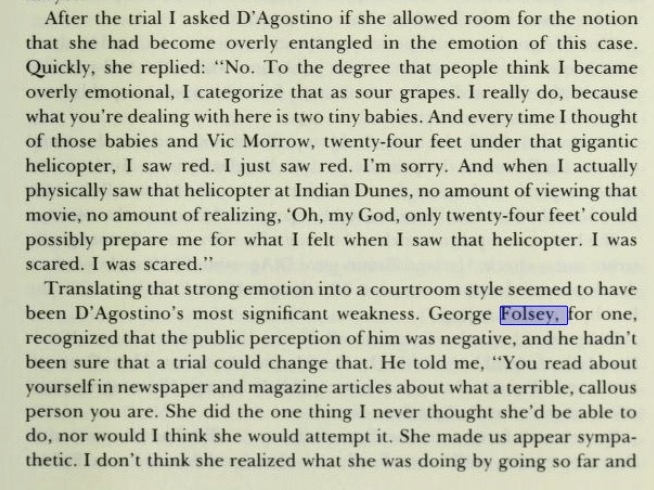 After the trial I asked D'Agostino if she allowed room for the notion
that she had become overly entangled in the emotion of this case.
Quickly, she replied: "No. To the degree that people think I became
overly emotional, I categorize that as sour grapes. I really do, because
what you're dealing with here is two tiny babies. And every time I thought
of those babies and Vic Morrow, twenty-four feet under that gigantic
helicopter, I saw red. I just saw red. I'm sorry. And when I actually
physically saw that helicopter at Indian Dunes, no amount of viewing that
movie, no amount of realizing, 'Oh, my God, only twenty-four feet' could
possibly prepare me for what I felt when I saw that helicopter. I was
scared. I was scared."
Translating that strong emotion into a courtroom style seemed to have
been D'Agostino's most significant weakness. George Folsey, for one,
recognized that the public perception of him was negative, and he hadn't
been sure that a trial could change that. He told me, "You read about
yourself in newspaper and magazine articles about what a terrible, callous
person you are. She did the one thing I never thought she'd be able to
do, nor would I think she would attempt it. She made us appear sympa-
thetic. I don't think she realized what she was doing by going so far and